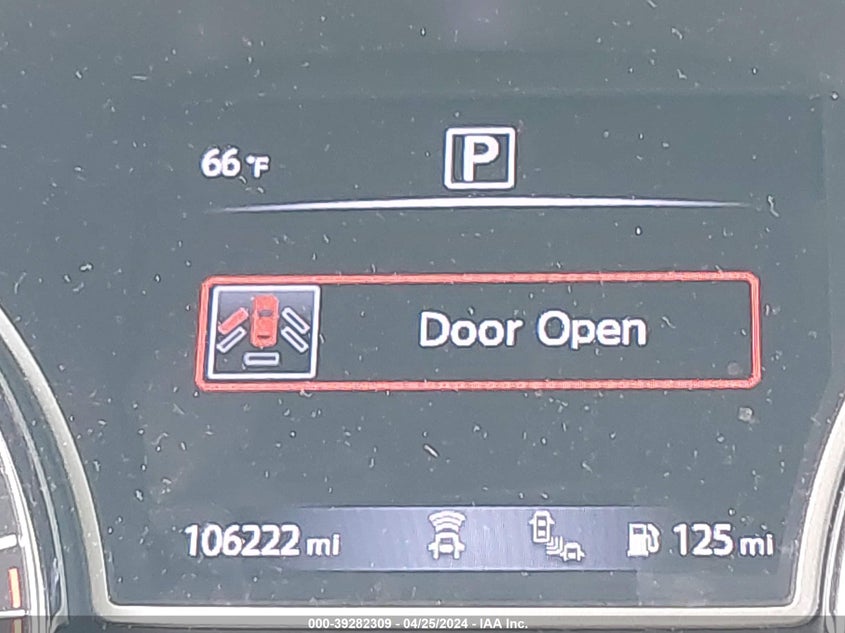 66 °F
P
Door Open
106222 mi
125 mi
000-39282309 - 04/25/2024 - IAA Inc.